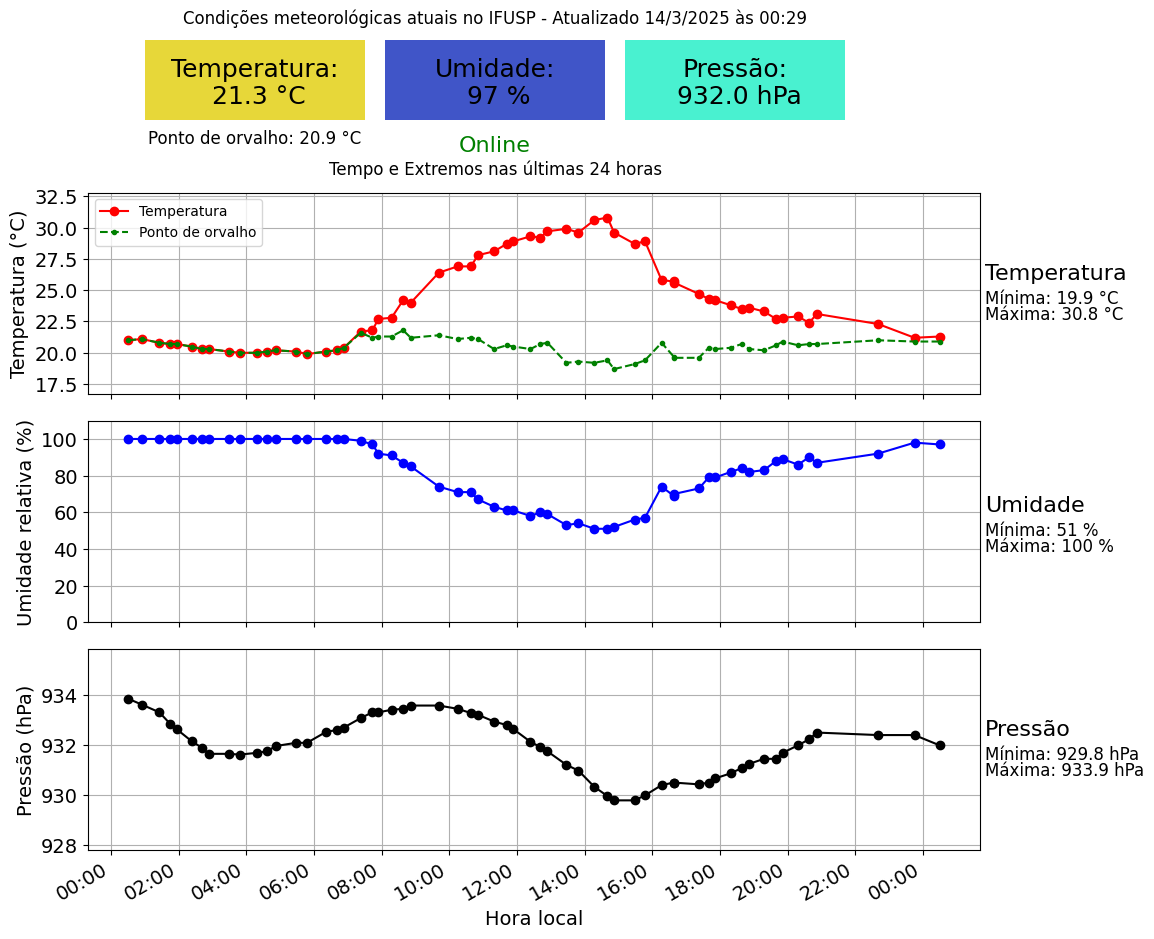 Condições meteorológicas atuais no IFUSP - Atualizado 14/3/2025 às 00:29
Temperatura:
21.3 °C
Umidade:
97 %
Pressão:
932.0 hPa
Ponto de orvalho: 20.9 °C
Online
Tempo e Extremos nas últimas 24 horas
Temperatura (°C)
32.5
30.0
27.5
25.0
22.5
20.0
17.5
Temperatura
Ponto de orvalho
Temperatura
Mínima: 19.9 °C
Máxima: 30.8 °C
Umidade relativa (%)
100
80
60
40
20
0
Umidade
Mínima: 51 %
Máxima: 100 %
Pressão (hPa)
934
932
930
928
Pressão
Mínima: 929.8 hPa
Máxima: 933.9 hPa
00:00 02:00 04:00 06:00 08:00 10:00 12:00 14:00 16:00 18:00 20:00 22:00 00:00
Hora local